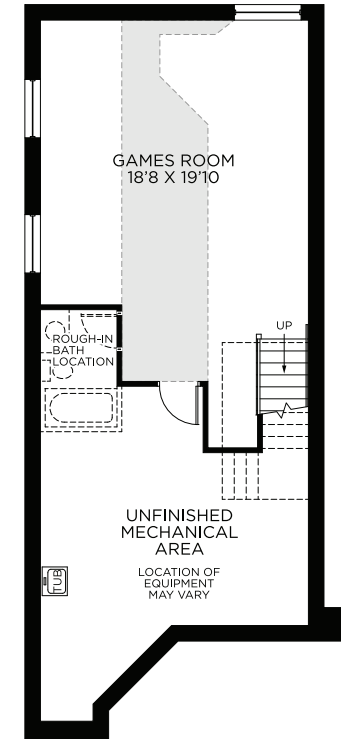 GAMES ROOM
18'8 X 19'10
UP
ROUGH-IN
BATH
LOCATION
UNFINISHED
MECHANICAL
AREA
LOCATION OF
EQUIPMENT
MAY VARY
TUB